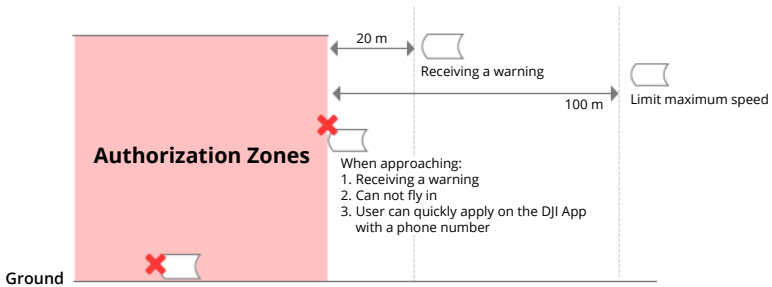 20 m
Receiving a warning
100 m
Limit maximum speed
Authorization Zones
When approaching:
1. Receiving a warning
2. Can not fly in
3. User can quickly apply on the DJI App
with a phone number
Ground